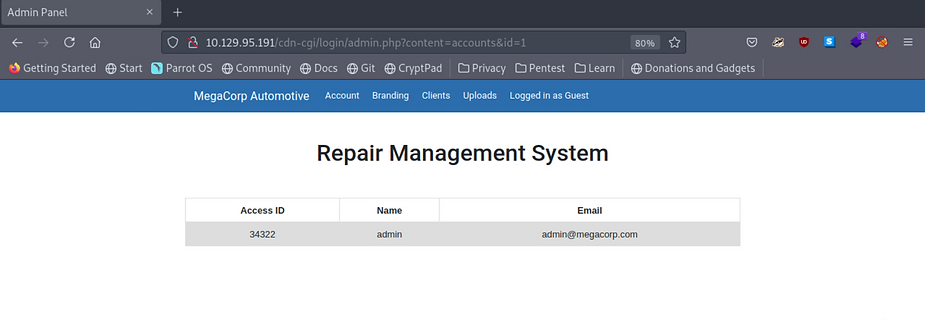 Admin Panel
10.129.95.191/cdn-cgi/login/admin.php?content=accounts&id=1 80% 8
Getting Started Start Parrot OS Community Docs Git CryptPad Privacy Pentest Learn Donations and Gadgets
MegaCorp Automotive Account Branding Clients Uploads Logged in as Guest
Repair Management System
Access ID Name Email
34322 admin admin@megacorp.com